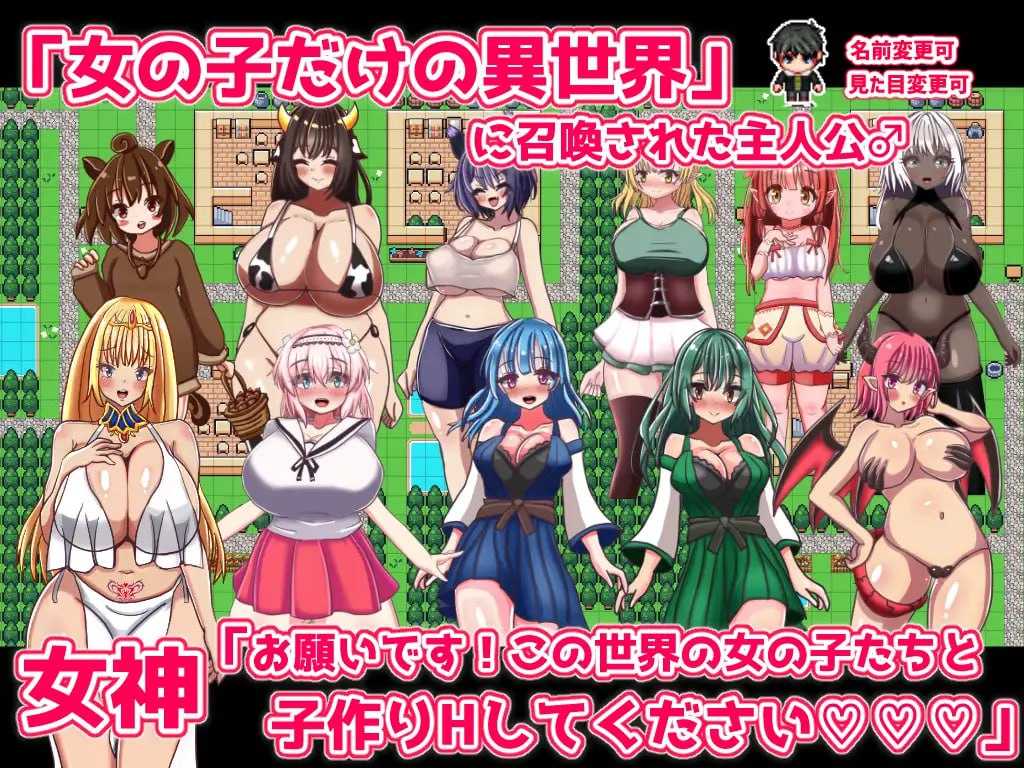 「女の子だけの異世界」
名前変更可
見た目変更可
に召喚された主人公♂
女神
「お願いです！この世界の女の子たちと
子作りHしてください♡♡♡」